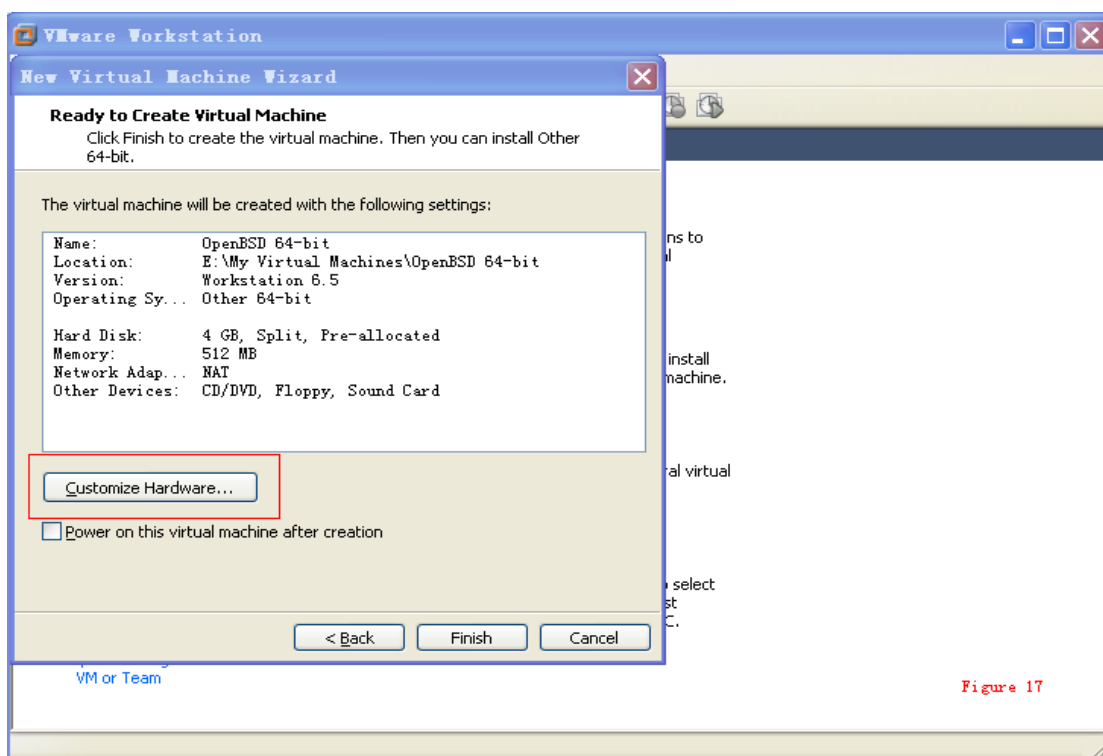 VMware Workstation
New Virtual Machine Wizard
Ready to Create Virtual Machine
Click Finish to create the virtual machine. Then you can install Other
64-bit.
The virtual machine will be created with the following settings:
Name: OpenBSD 64-bit
Location: E:\My Virtual Machines\OpenBSD 64-bit
Version: Workstation 6.5
Operating Sy... Other 64-bit
Hard Disk: 4 GB, Split, Pre-allocated
Memory: 512 MB
Network Adap... NAT
Other Devices: CD/DVD, Floppy, Sound Card
Customize Hardware...
Power on this virtual machine after creation
< Back Finish Cancel
ns to
install
machine.
al virtual
select
st
C.
VM or Team
Figure 17